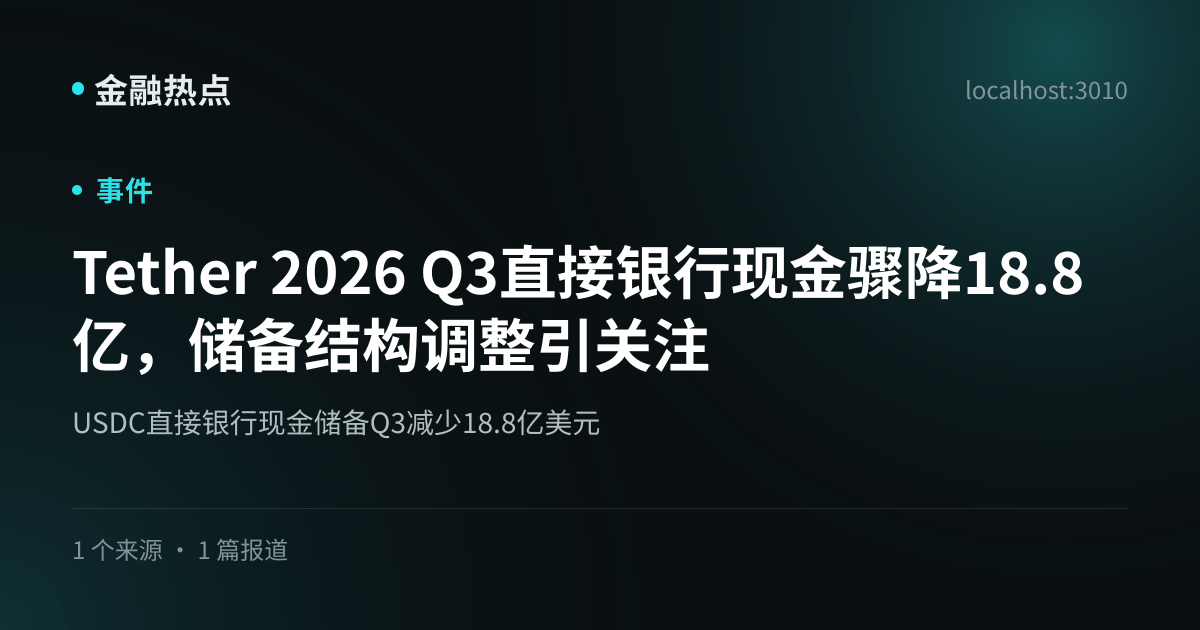 金融热点
localhost:3010
事件
Tether 2026 Q3直接银行现金骤降18.8
亿，储备结构调整引关注
USDC直接银行现金储备Q3减少18.8亿美元
1 个来源 · 1 篇报道